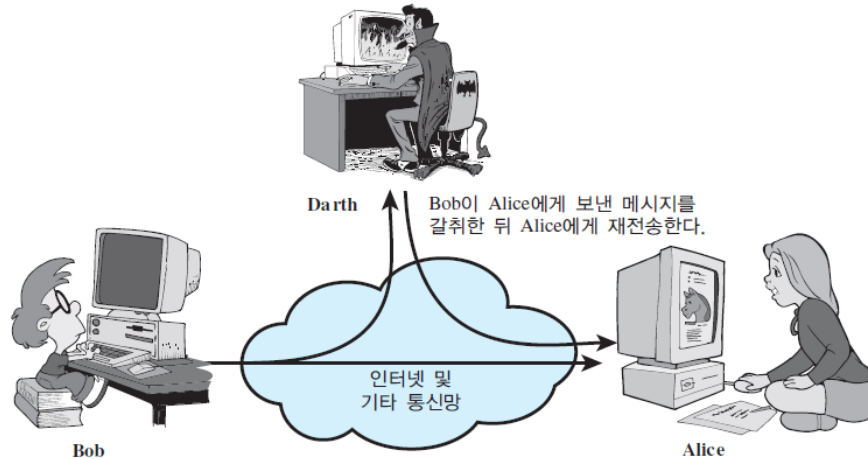 Darth
Bob이 Alice에게 보낸 메시지를
갈취한 뒤 Alice에게 재전송한다.
인터넷 및
기타 통신망
Bob
Alice